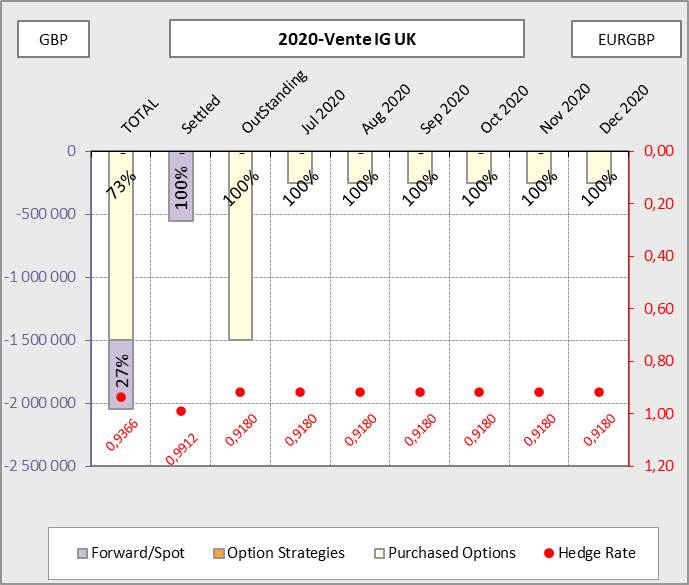 GBP
2020-Vente IG UK
EURGBP
TOTAL
Settled
OutStanding
Jul 2020
Aug 2020
Sep 2020
Oct 2020
Nov 2020
Dec 2020
0
-500 000
-1 000 000
-1 500 000
-2 000 000
-2 500 000
73%
100%
100%
100%
100%
100%
100%
100%
100%
27%
0,9366
0,9912
0,9180
0,9180
0,9180
0,9180
0,9180
0,9180
0,9180
0,00
0,20
0,40
0,60
0,80
1,00
1,20
Forward/Spot
Option Strategies
Purchased Options
Hedge Rate